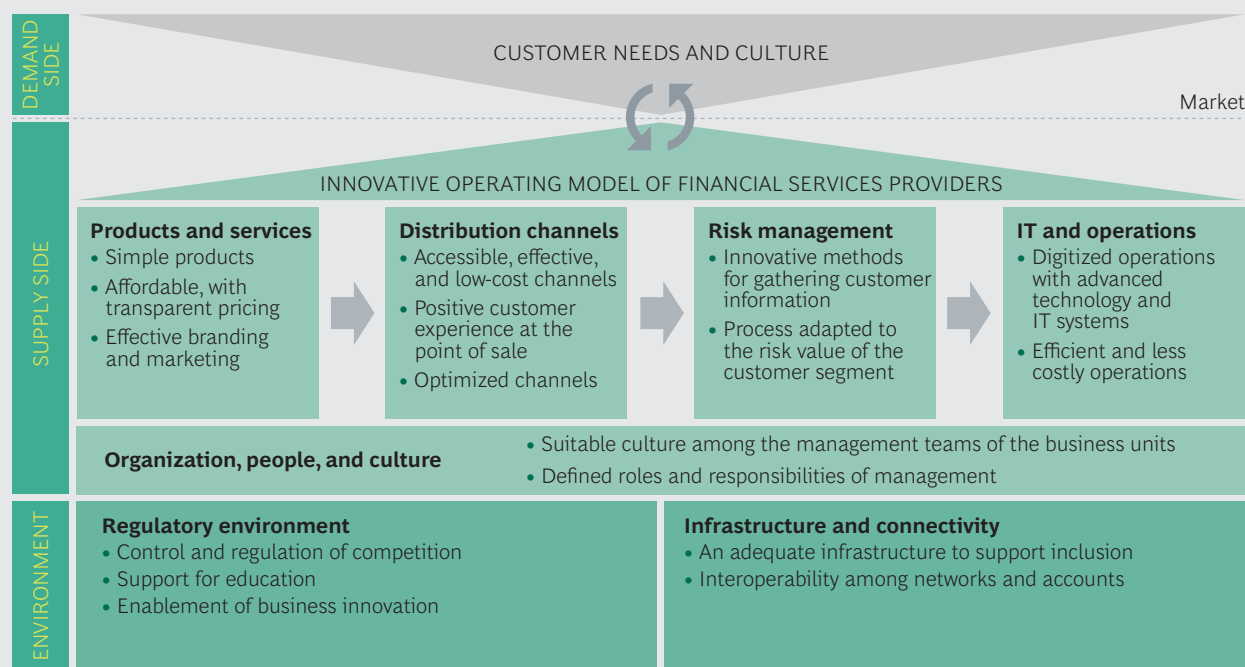 DEMAND
SIDE
CUSTOMER NEEDS AND CULTURE
Market
SUPPLY SIDE
INNOVATIVE OPERATING MODEL OF FINANCIAL SERVICES PROVIDERS
Products and services
• Simple products
• Affordable, with
transparent pricing
• Effective branding
and marketing
Distribution channels
• Accessible, effective,
and low-cost channels
• Positive customer
experience at the
point of sale
• Optimized channels
Risk management
• Innovative methods
for gathering customer
information
• Process adapted to
the risk value of the
customer segment
IT and operations
• Digitized operations
with advanced
technology and
IT systems
• Efficient and less
costly operations
Organization, people, and culture
• Suitable culture among the management teams of the business units
• Defined roles and responsibilities of management
ENVIRONMENT
Regulatory environment
• Control and regulation of competition
• Support for education
• Enablement of business innovation
Infrastructure and connectivity
• An adequate infrastructure to support inclusion
• Interoperability among networks and accounts